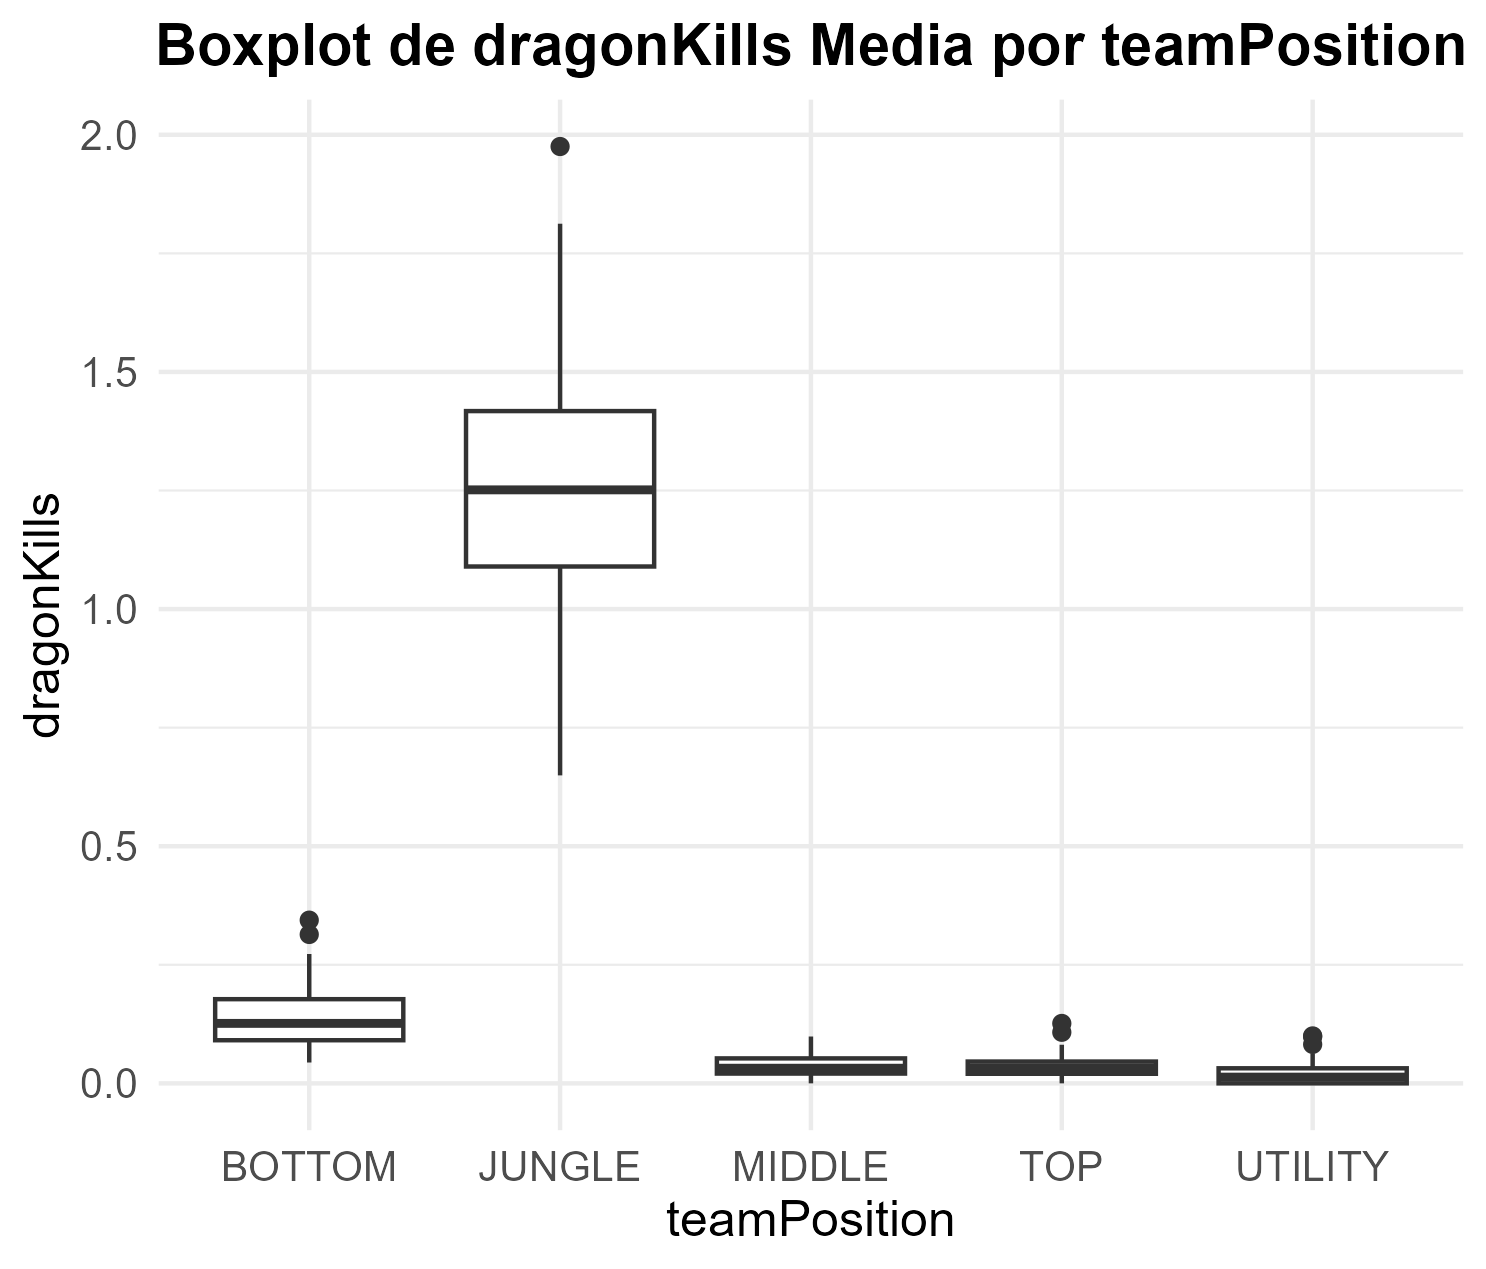 Boxplot de dragonKills Media por teamPosition
dragonKills
2.0
1.5
1.0
0.5
0.0
BOTTOM JUNGLE MIDDLE TOP UTILITY
teamPosition